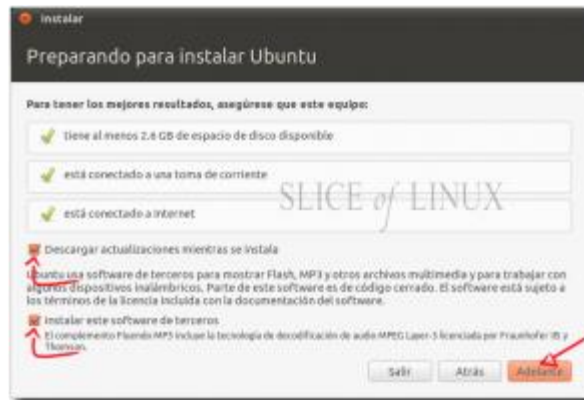 Instalar
Preparando para instalar Ubuntu
Para tener los mejores resultados, asegúrese que este equipo:
tiene al menos 2.6 GB de espacio de disco disponible
está conectado a una toma de corriente
SLICE of LINUX
está conectado a Internet
Descargar actualizaciones mientras se instala
Ubuntu usa software de terceros para mostrar Flash, MP3 y otros archivos multimedia y para trabajar con
algunos dispositivos inalámbricos. Parte de este software es de código cerrado. El software está sujeto a
los términos de la licencia incluida con la documentación del software.
Instalar este software de terceros
El complemento Fluendo MP3 incluye la tecnología de decodificación de audio MPEG Layer-3 licenciada por Fraunhofer IIS y
Thomson.
Salir Atrás Adelante